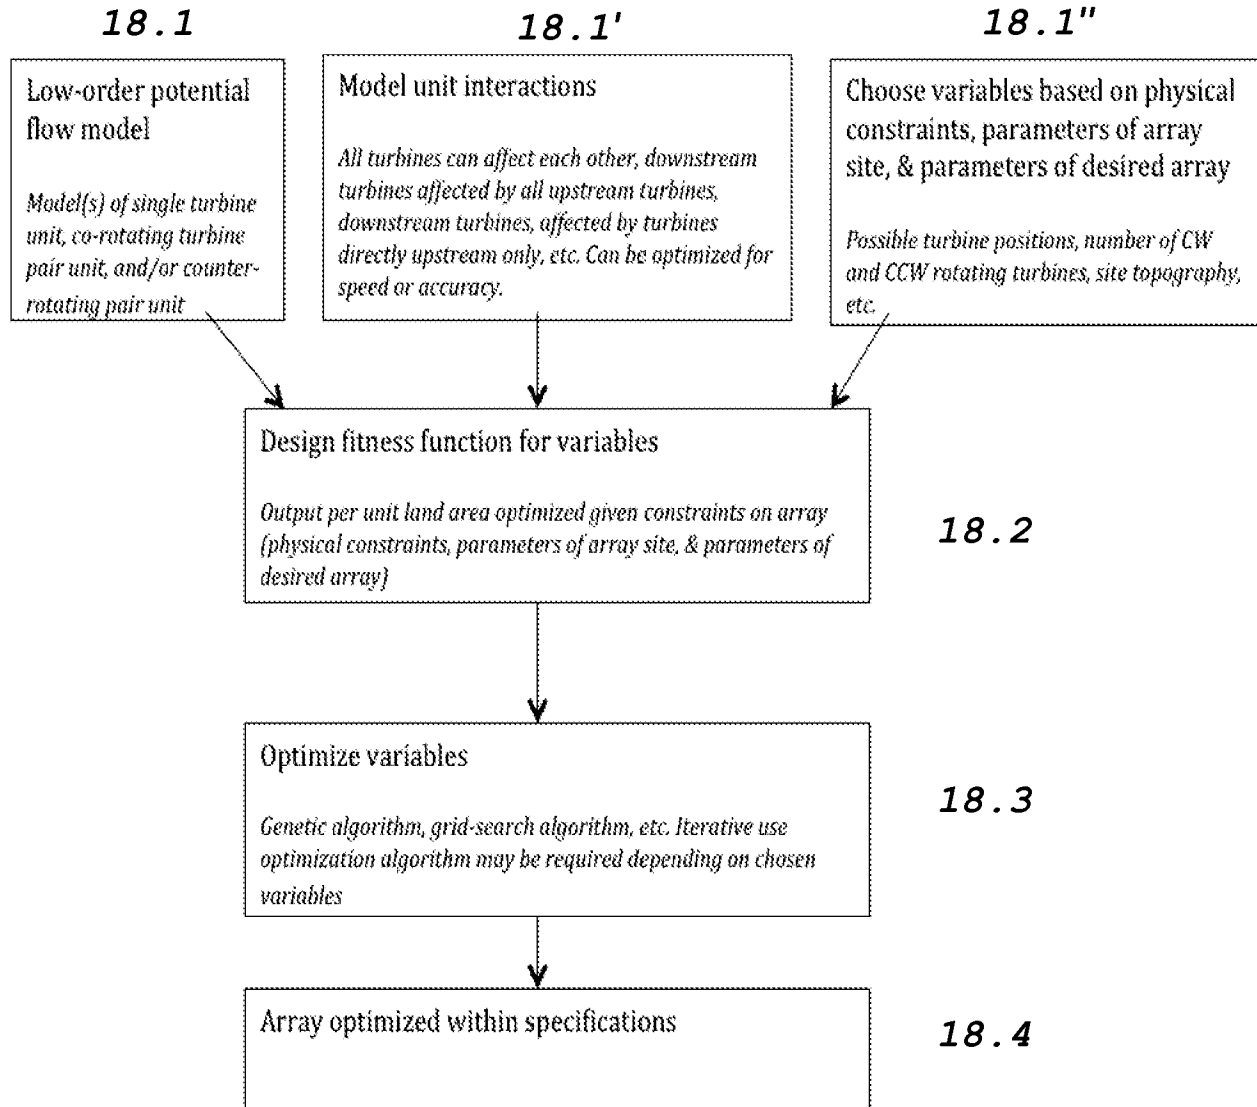 18.1
Low-order potential
flow model
Model(s) of single turbine
unit, co-rotating turbine
pair unit, and/or counter-
rotating pair unit
18.1'
Model unit interactions
All turbines can affect each other, downstream
turbines affected by all upstream turbines,
downstream turbines, affected by turbines
directly upstream only, etc. Can be optimized for
speed or accuracy.
18.1"
Choose variables based on physical
constraints, parameters of array
site, & parameters of desired array
Possible turbine positions, number of CW
and CCW rotating turbines, site topography,
etc.
Design fitness function for variables
Output per unit land area optimized given constraints on array
(physical constraints, parameters of array site, & parameters of
desired array)
18.2
Optimize variables
Genetic algorithm, grid-search algorithm, etc. Iterative use
optimization algorithm may be required depending on chosen
variables
18.3
Array optimized within specifications
18.4